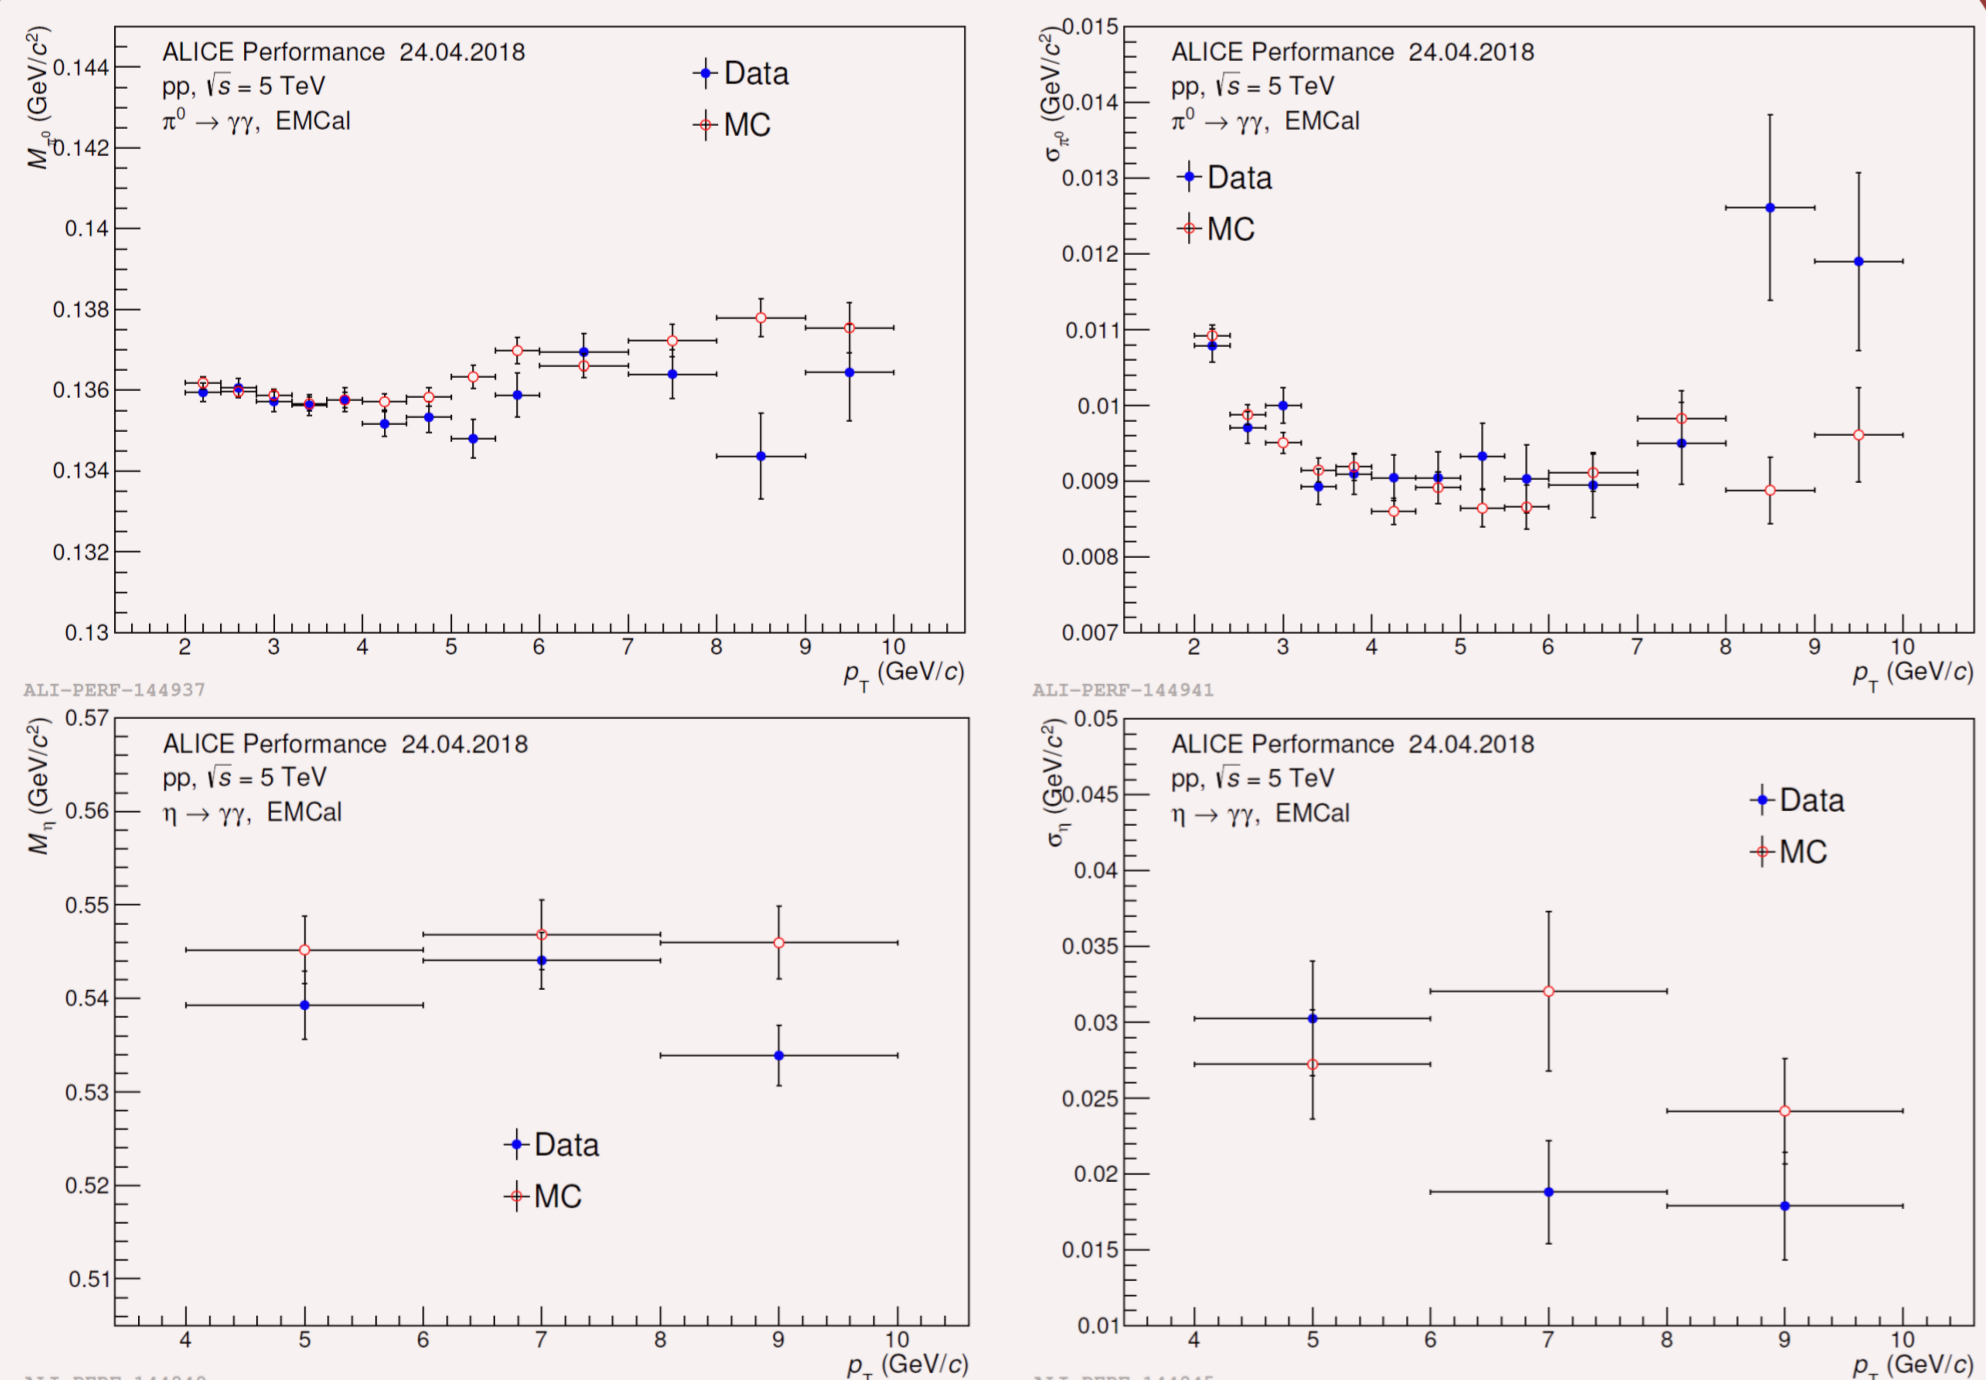 ALICE Performance 24.04.2018
pp, √s = 5 TeV
π⁰ → γγ, EMCal
Data
MC
M_π⁰ (GeV/c²)
0.144
0.142
0.14
0.138
0.136
0.134
0.132
0.13
2 3 4 5 6 7 8 9 10
p_T (GeV/c)
ALI-PERF-144937
ALICE Performance 24.04.2018
pp, √s = 5 TeV
π⁰ → γγ, EMCal
Data
MC
σ_π⁰ (GeV/c²)
0.015
0.014
0.013
0.012
0.011
0.01
0.009
0.008
0.007
2 3 4 5 6 7 8 9 10
p_T (GeV/c)
ALI-PERF-144941
ALICE Performance 24.04.2018
pp, √s = 5 TeV
η → γγ, EMCal
M_η (GeV/c²)
0.57
0.56
0.55
0.54
0.53
0.52
0.51
Data
MC
4 5 6 7 8 9 10
p_T (GeV/c)
ALICE Performance 24.04.2018
pp, √s = 5 TeV
η → γγ, EMCal
Data
MC
σ_η (GeV/c²)
0.05
0.045
0.04
0.035
0.03
0.025
0.02
0.015
0.01
4 5 6 7 8 9 10
p_T (GeV/c)